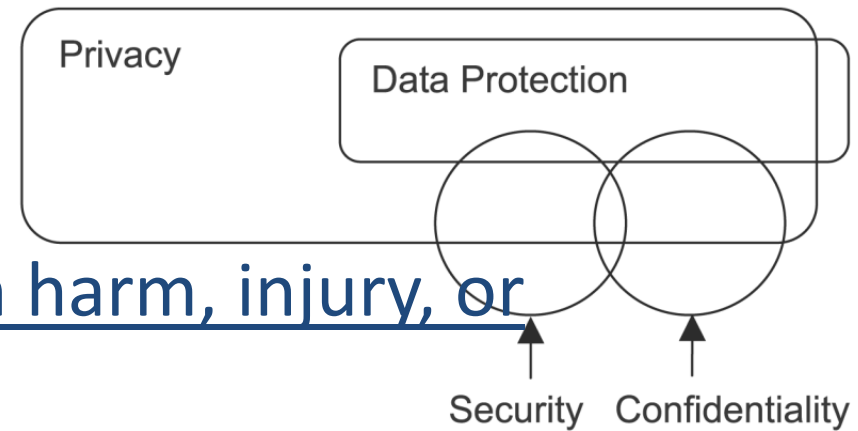 Privacy
Data Protection
harm, injury, or
Security Confidentiality